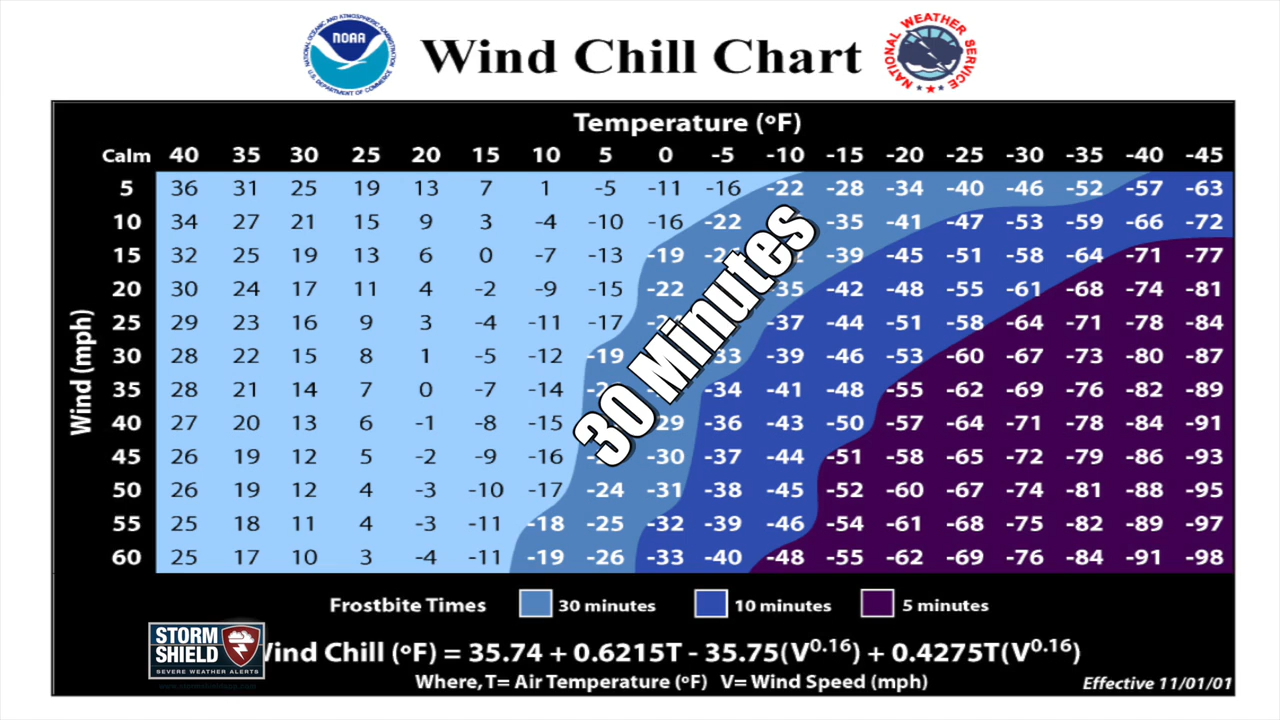 NATIONAL OCEANIC AND ATMOSPHERIC ADMINISTRATION
NOAA
U.S. DEPARTMENT OF COMMERCE
Wind Chill Chart
NATIONAL WEATHER SERVICE
Temperature (ºF)
Calm 40 35 30 25 20 15 10 5 0 -5 -10 -15 -20 -25 -30 -35 -40 -45
Wind (mph)
5 36 31 25 19 13 7 1 -5 -11 -16 -22 -28 -34 -40 -46 -52 -57 -63
10 34 27 21 15 9 3 -4 -10 -16 -22 -35 -41 -47 -53 -59 -66 -72
15 32 25 19 13 6 0 -7 -13 -19 -39 -45 -51 -58 -64 -71 -77
20 30 24 17 11 4 -2 -9 -15 -22 -35 -42 -48 -55 -61 -68 -74 -81
25 29 23 16 9 3 -4 -11 -17 -37 -44 -51 -58 -64 -71 -78 -84
30 28 22 15 8 1 -5 -12 -19 -33 -39 -46 -53 -60 -67 -73 -80 -87
35 28 21 14 7 0 -7 -14 -34 -41 -48 -55 -62 -69 -76 -82 -89
40 27 20 13 6 -1 -8 -15 -29 -36 -43 -50 -57 -64 -71 -78 -84 -91
45 26 19 12 5 -2 -9 -16 -30 -37 -44 -51 -58 -65 -72 -79 -86 -93
50 26 19 12 4 -3 -10 -17 -24 -31 -38 -45 -52 -60 -67 -74 -81 -88 -95
55 25 18 11 4 -3 -11 -18 -25 -32 -39 -46 -54 -61 -68 -75 -82 -89 -97
60 25 17 10 3 -4 -11 -19 -26 -33 -40 -48 -55 -62 -69 -76 -84 -91 -98
30 Minutes
Frostbite Times 30 minutes 10 minutes 5 minutes
STORM
SHIELD
SEVERE WEATHER ALERTS
Wind Chill (ºF) = 35.74 + 0.6215T - 35.75(V0.16) + 0.4275T(V0.16)
Where, T= Air Temperature (ºF) V= Wind Speed (mph)
Effective 11/01/01